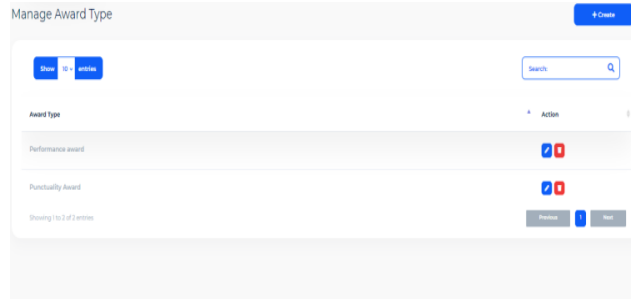 Manage Award Type
+ Create
Show 10 entries
Search:
Award Type Action
Performance award
Punctuality Award
Showing 1 to 2 of 2 entries
Previous 1 Next